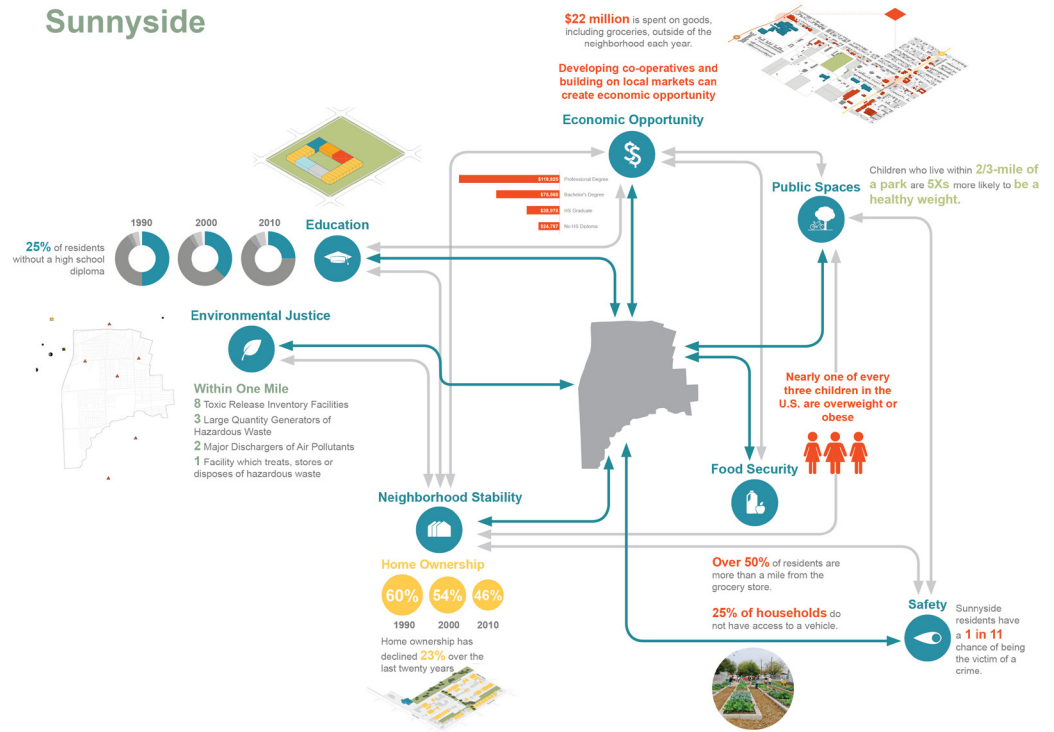 Sunnyside
$22 million is spent on goods,
including groceries, outside of the
neighborhood each year.
Developing co-operatives and
building on local markets can
create economic opportunity
Economic Opportunity
Professional Degree
Bachelor's Degree
HS Graduate
No HS Diploma
Public Spaces
Children who live within 2/3-mile of
a park are 5Xs more likely to be a
healthy weight.
1990
2000
2010
Education
25% of residents
without a high school
diploma
Environmental Justice
Within One Mile
8 Toxic Release Inventory Facilities
3 Large Quantity Generators of
Hazardous Waste
2 Major Dischargers of Air Pollutants
1 Facility which treats, stores or
disposes of hazardous waste
Nearly one of every
three children in the
U.S. are overweight or
obese
Food Security
Neighborhood Stability
Home Ownership
60%
54%
46%
1990
2000
2010
Home ownership has
declined 23% over the
last twenty years
Over 50% of residents are
more than a mile from the
grocery store.
25% of households do
not have access to a vehicle.
Safety
Sunnyside
residents have
a 1 in 11
chance of being
the victim of a
crime.